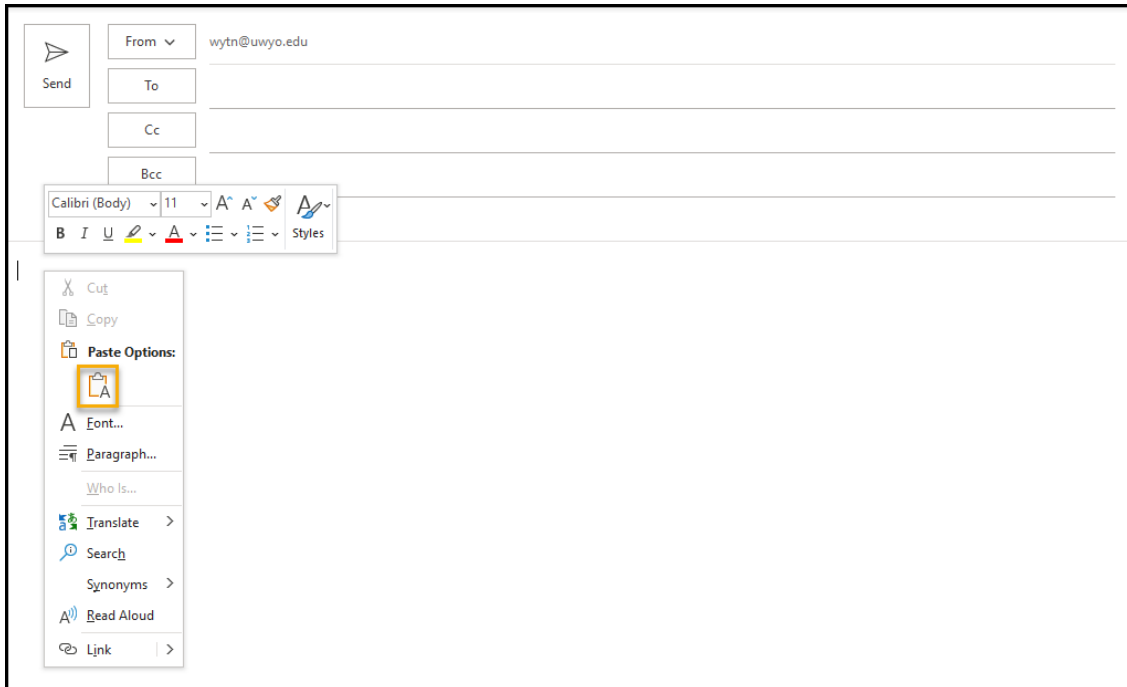 From
wytn@uwyo.edu
Send
To
Cc
Bcc
Calibri (Body) 11 A A
B I U A Styles
Cut
Copy
Paste Options:
A
A Font...
Paragraph...
Who Is...
Translate
Search
Synonyms
Read Aloud
Link